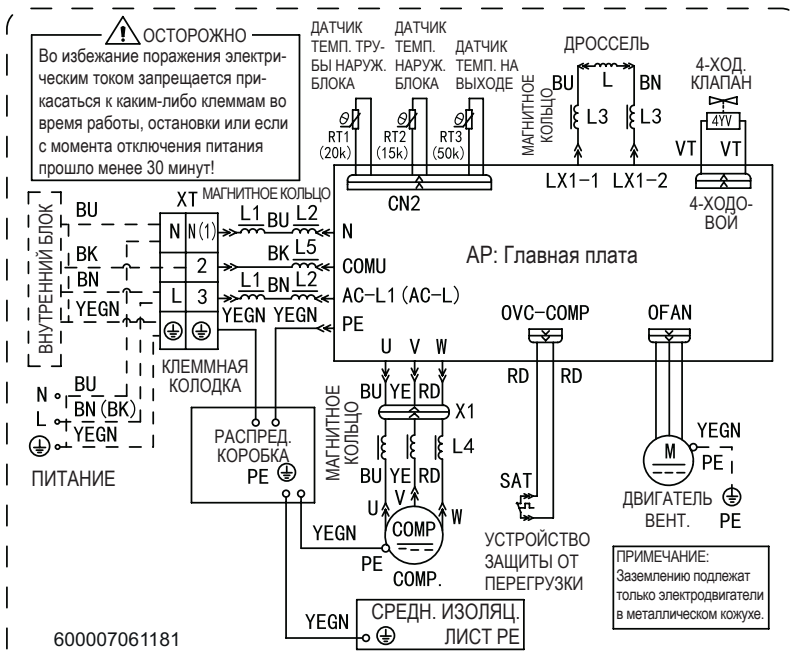 ОСТОРОЖНО
Во избежание поражения электри-
ческим током запрещается при-
касаться к каким-либо клеммам во
время работы, остановки или если
с момента отключения питания
прошло менее 30 минут!
ДАТЧИК
ТЕМП. ТРУ-
БЫ НАРУЖ.
БЛОКА
ДАТЧИК
ТЕМП.
НАРУЖ.
БЛОКА
ДАТЧИК
ТЕМП. НА
ВЫХОДЕ
RT1
(20k)
RT2
(15k)
RT3
(50k)
CN2
ДРОССЕЛЬ
BU
L
BN
МАГНИТНОЕ
КОЛЬЦО
L3
L3
LX1-1
LX1-2
4-ХОД.
КЛАПАН
4YV
VT
VT
4-ХОДО-
ВОЙ
ВНУТРЕННИЙ БЛОК
BU
BK
BN
YEGN
XT
МАГНИТНОЕ КОЛЬЦО
N
N(1)
2
L
3
КЛЕММНАЯ
КОЛОДКА
L1
BU
L2
N
BK
L5
COMU
L1
BN
L2
AC-L1 (AC-L)
YEGN
YEGN
PE
AP: Главная плата
U
V
W
OVC-COMP
OFAN
N
BU
L
BN(BK)
YEGN
ПИТАНИЕ
РАСПРЕД.
КОРОБКА
PE
МАГНИТНОЕ
КОЛЬЦО
BU
YE
RD
X1
L4
BU
YE
RD
U
V
W
COMP
PE
COMP.
YEGN
RD
RD
SAT
УСТРОЙСТВО
ЗАЩИТЫ ОТ
ПЕРЕГРУЗКИ
M
YEGN
PE
ДВИГАТЕЛЬ
ВЕНТ.
PE
ПРИМЕЧАНИЕ:
Заземлению подлежат
только электродвигатели
в металлическом кожухе.
YEGN
СРЕДН. ИЗОЛЯЦ.
ЛИСТ PE
600007061181